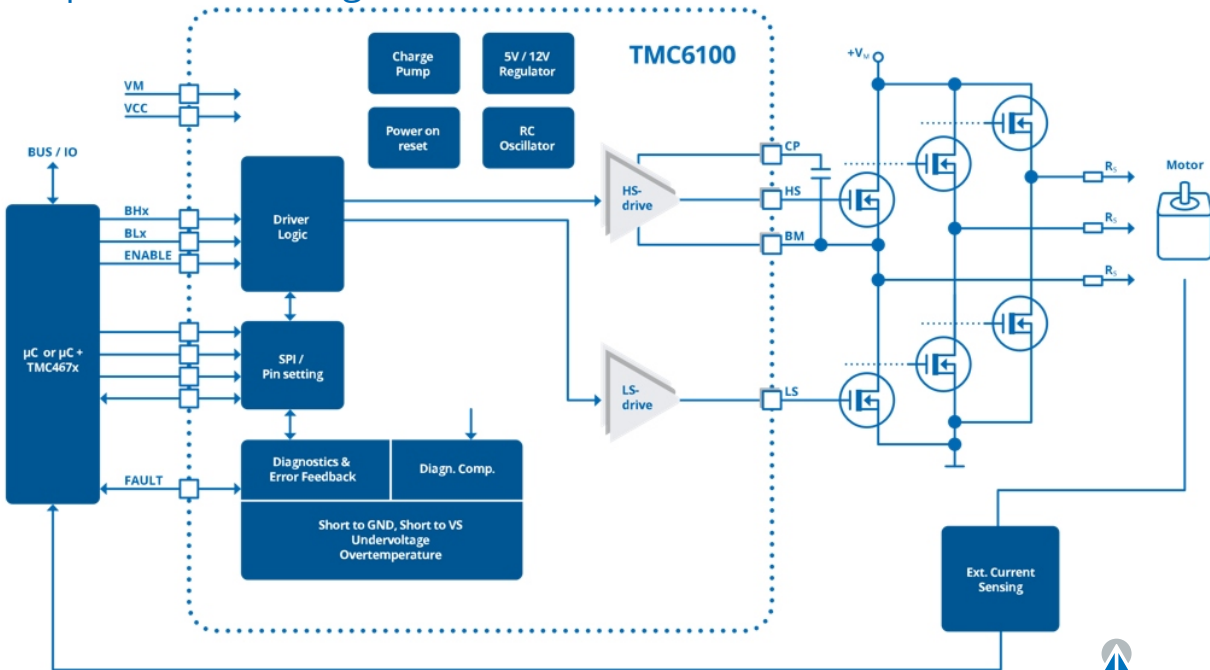 TMC6100
Charge
Pump
5V / 12V
Regulator
Power on
reset
RC
Oscillator
VM
VCC
BUS / IO
BHx
BLx
ENABLE
Driver
Logic
HS-
drive
CP
HS
BM
+VM
RS
RS
RS
Motor
µC or µC +
TMC467x
SPI /
Pin setting
LS-
drive
LS
FAULT
Diagnostics &
Error Feedback
Diagn. Comp.
Short to GND, Short to VS
Undervoltage
Overtemperature
Ext. Current
Sensing